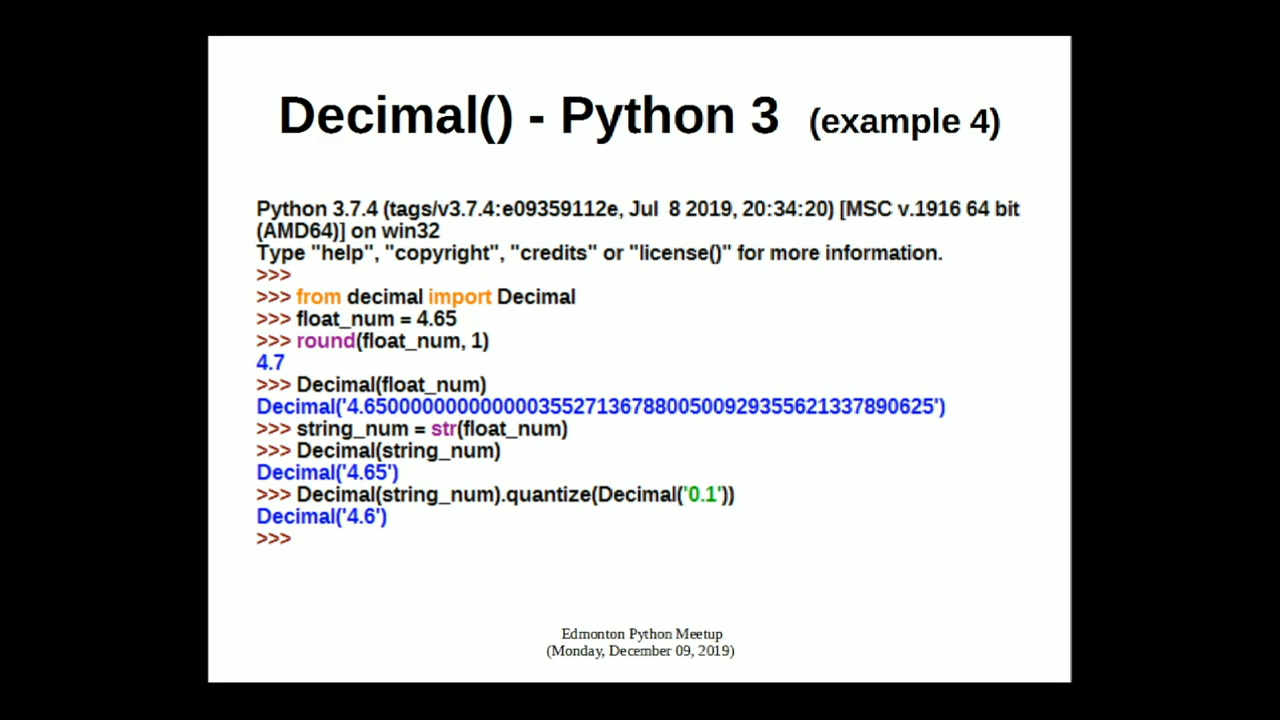 Decimal() - Python 3 (example 4)
Python 3.7.4 (tags/v3.7.4:e09359112e, Jul  8 2019, 20:34:20) [MSC v.1916 64 bit
(AMD64)] on win32
Type "help", "copyright", "credits" or "license()" for more information.
>>>
>>> from decimal import Decimal
>>> float_num = 4.65
>>> round(float_num, 1)
4.7
>>> Decimal(float_num)
Decimal('4.6500000000000003552713678800500929355621337890625')
>>> string_num = str(float_num)
>>> Decimal(string_num)
Decimal('4.65')
>>> Decimal(string_num).quantize(Decimal('0.1'))
Decimal('4.6')
>>>
Edmonton Python Meetup
(Monday, December 09, 2019)